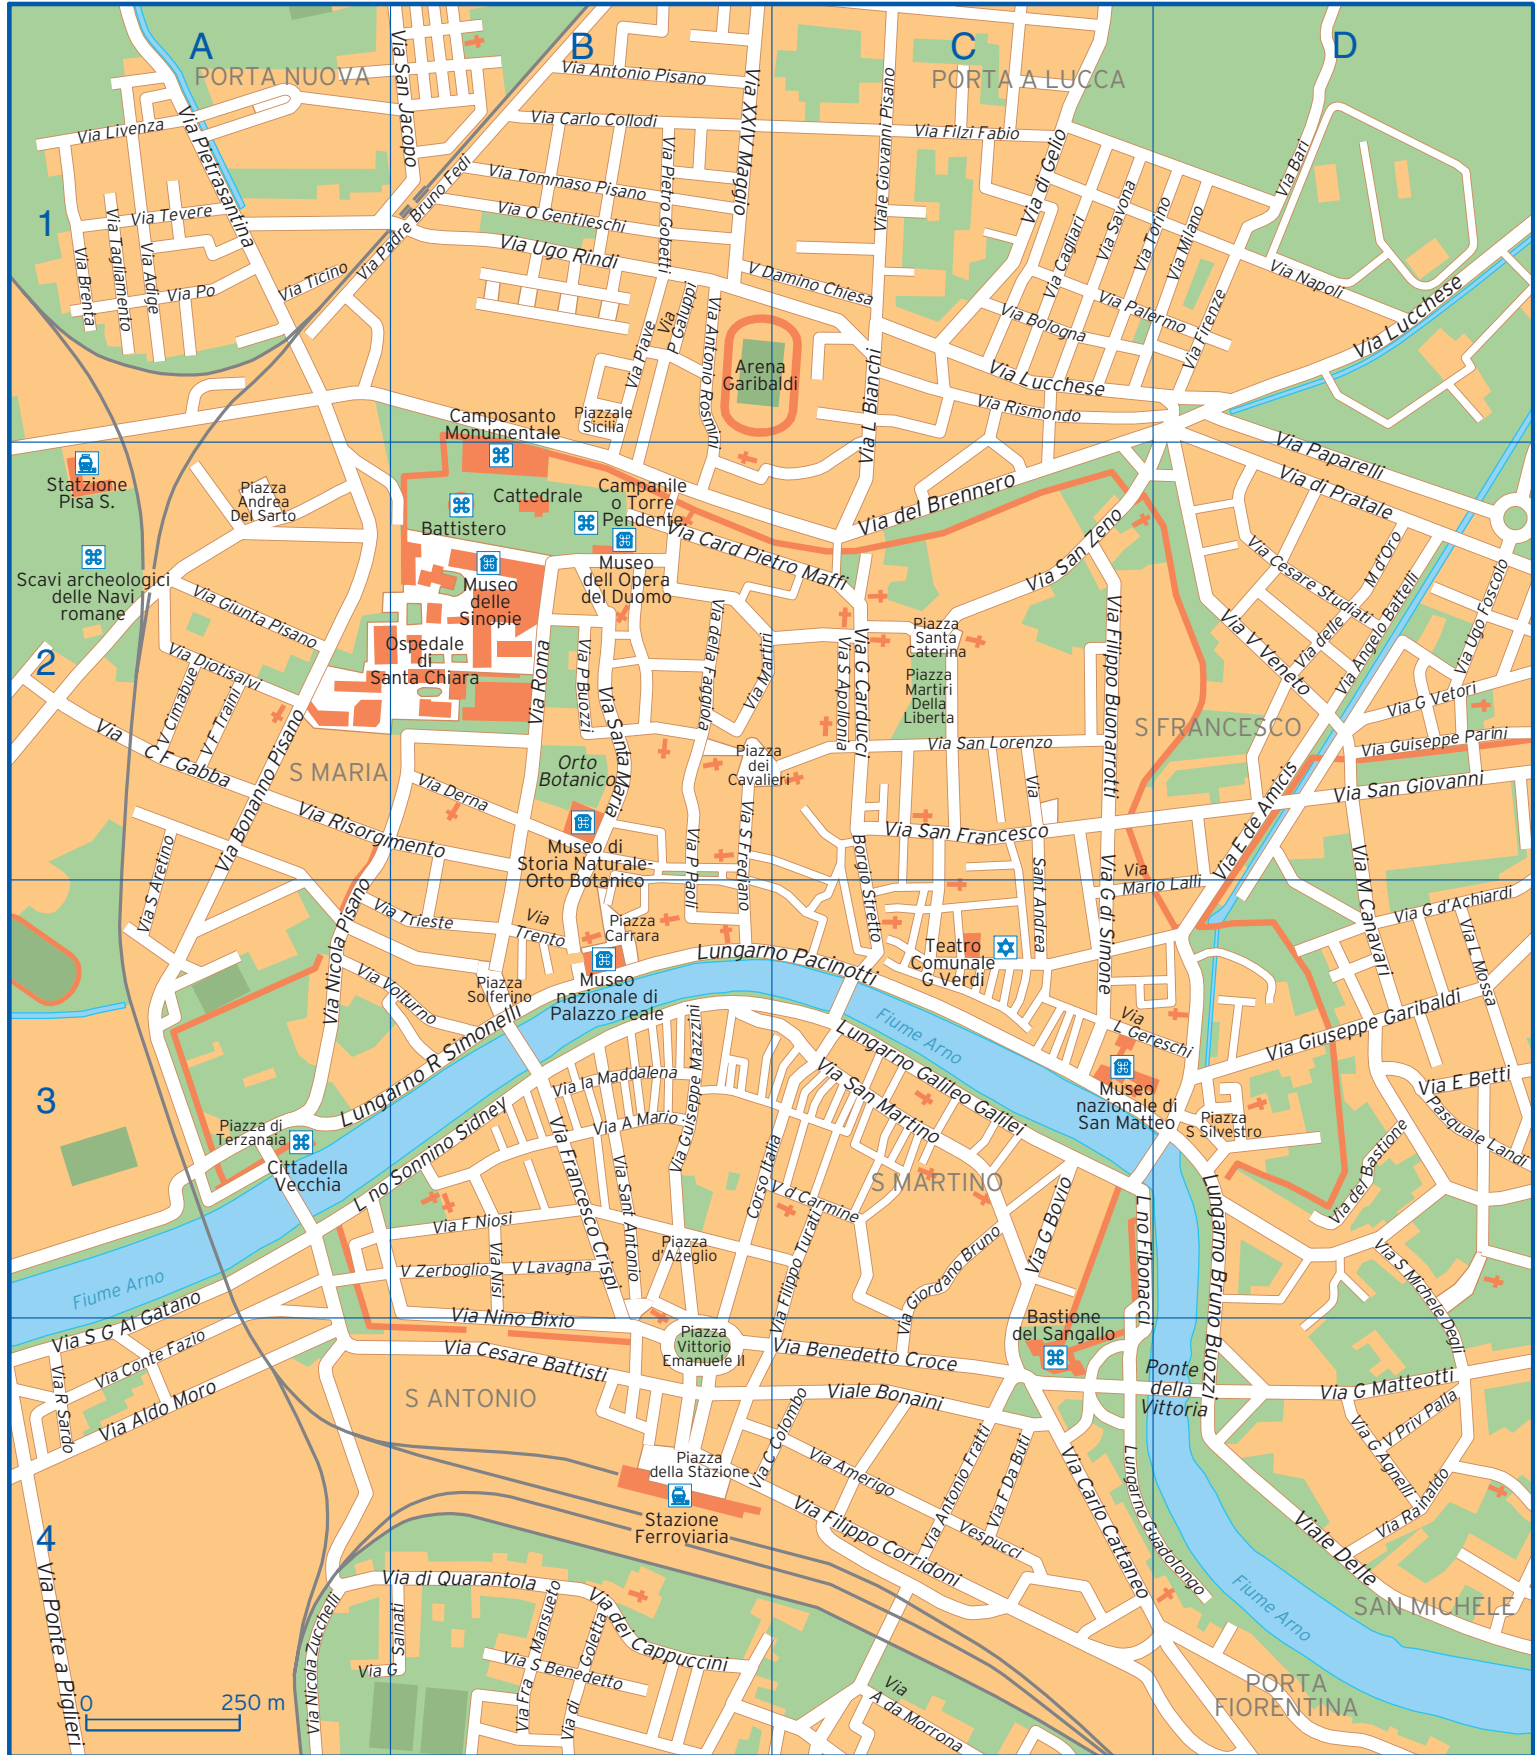 A
B
C
D
1
2
3
4
PORTA NUOVA
PORTA A LUCCA
Via San Jacopo
Via Antonio Pisano
Via XXIV Maggio
Viale Giovanni Pisano
Via Livenza
Via Pietrasantina
Via Carlo Collodi
Via Filzi Fabio
Via di Gello
Via Bari
Via Padre Bruno Fedi
Via Tommaso Pisano
Via Pietro Gobetti
Via Tevere
Via O Gentileschi
Via Ugo Rindi
Via Brenta
Via Tagliamento
Via Adige
Via Po
Via Ticino
V Damino Chiesa
Via Cagliari
Via Savona
Via Torino
Via Milano
Via Napoli
Via Palermo
Via Bologna
Via Firenze
Via Lucchese
Via Piave
Via
P Galuppi
Via Antonio Rosmini
Arena
Garibaldi
Via L Bianchi
Via Lucchese
Via Rismondo
Piazzale
Sicilia
Camposanto
Monumentale
Via Paparelli
Via di Pratale
Statzione
Pisa S.
Piazza
Andrea
Del Sarto
Battistero
Cattedrale
Campanile
o Torre
Pendente
Via del Brennero
Via San Zeno
Via Card Pietro Maffi
Scavi archeologici
delle Navi
romane
Museo
delle
Sinopie
Museo
dell Opera
del Duomo
Via Cesare Studiati
Via delle
M d'Oro
Via Angelo Battelli
Via Ugo Foscolo
Via Giunta Pisano
Ospedale
di
Santa Chiara
Via Diotisalvi
Via Roma
Via P Buozzi
Via Santa Maria
Via della Faggiola
Via Martiri
Via S Apollonia
Via G Carducci
Piazza
Santa
Caterina
Piazza
Martiri
Della
Liberta
Via Filippo Buonarrotti
Via V Veneto
Via G Vetori
S FRANCESCO
Via Guiseppe Parini
Via San Giovanni
V Cimabue
V F Traini
Via
C F Gabba
Via Bonanno Pisano
S MARIA
Via Derna
Orto
Botanico
Piazza
dei
Cavalieri
Via San Lorenzo
Via
Sant Andrea
Via E de Amicis
Via Risorgimento
Museo di
Storia Naturale-
Orto Botanico
Via P Paoli
Via S Frediano
Via San Francesco
Borgio Stretto
Via S Aretino
Via
Mario Lalli
Via G di Simone
Via M Canavari
Via G d'Achiardi
Via L Mossa
Via Nicola Pisano
Via Trieste
Via
Trento
Piazza
Carrara
Lungarno Pacinotti
Teatro
Comunale
G Verdi
Via Volturno
Piazza
Solferino
Museo
nazionale di
Palazzo reale
Via
L Gereschi
Via Giuseppe Garibaldi
Fiume Arno
Lungarno R Simonelli
Via Giuseppe Mazzzini
Lungarno Galileo Galilei
Via San Martino
Museo
nazionale di
San Matteo
Piazza
S Silvestro
Via E Betti
Pasquale Landi
Via der Bastione
Via la Maddalena
Via A Mario
Piazza di
Terzanaia
Cittadella
Vecchia
L no Sonnino Sidney
Via Francesco Crispi
Via Sant Antonio
Corso Italia
S MARTINO
V d Carmine
Via G Bovio
L no Fibonacci
Lungarno Bruno Buozzi
Via F Niosi
Via Nisi
Piazza
d'Azeglio
Via Filippo Turati
Via Giordano Bruno
Via S Michele Degli
V Zerboglio
V Lavagna
Fiume Arno
Via S G Al Gatano
Via Nino Bixio
Bastione
del Sangallo
Via Conte Fazio
Via Cesare Battisti
Piazza
Vittorio
Emanuele II
Via Benedetto Croce
Ponte
della
Vittoria
Via G Matteotti
Via R Sardo
Via Aldo Moro
S ANTONIO
Viale Bonaini
V Priv Palla
Via G Agnelli
Via Rainaldo
Piazza
della Stazione
Via C Colombo
Via Amerigo
Vespucci
Via Antonio Fratti
Via F Da Buti
Via Carlo Cattaneo
Lungarno Guadolongo
Stazione
Ferroviaria
Via Filippo Corridoni
Viale Delle
Fiume Arno
SAN MICHELE
Via Ponte a Piglieri
Via di Quarantola
Via Nicola Zucchelli
Via G
Sainati
Via dei Cappuccini
Via Fra
Mansueto
Via di
Goletta
Via S Benedetto
Via
A da Morrona
PORTA
FIORENTINA
0
250 m